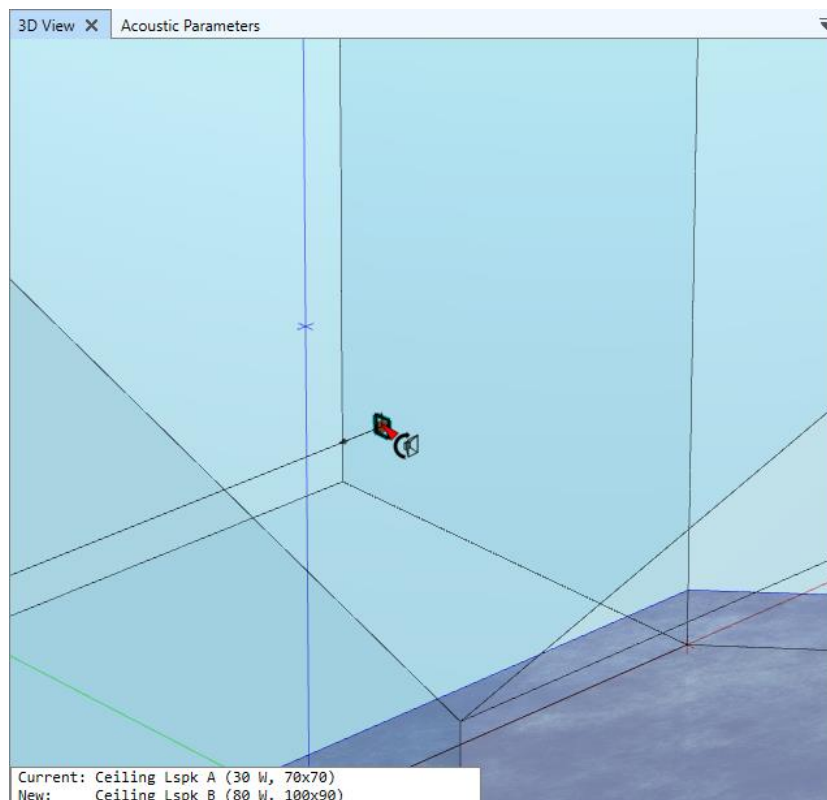 3D View
Acoustic Parameters
Current: Ceiling Lspk A (30 W, 70x70)
New: Ceiling Lspk B (80 W, 100x90)